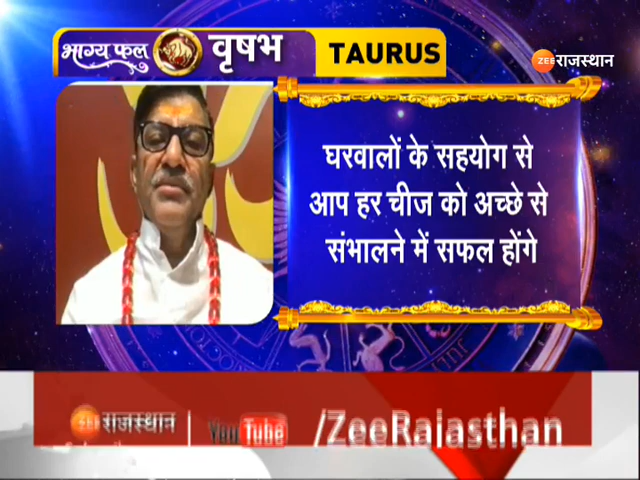 भाग्य फल वृषभ TAURUS
ZEE राजस्थान
घरवालों के सहयोग से
आप हर चीज को अच्छे से
संभालने में सफल होंगे
ZEE राजस्थान YouTube /ZeeRajasthan